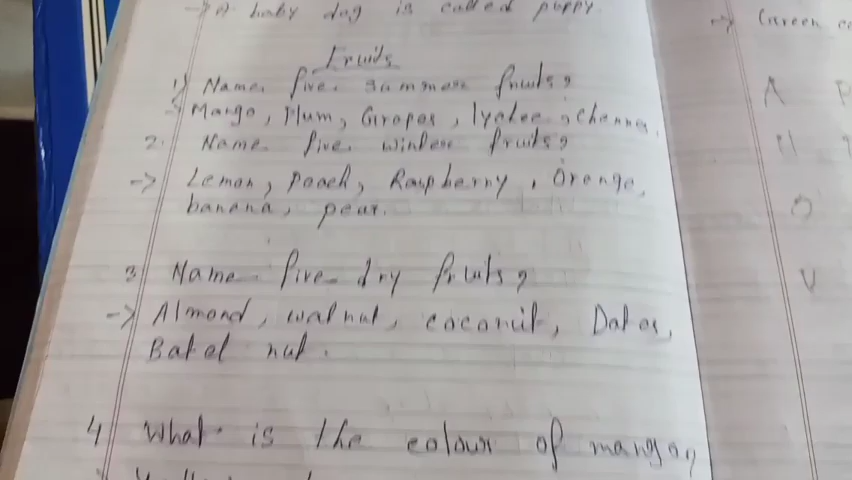 -> A baby dog is called puppy.
Fruits
1) Name five summer fruits?
Mango, Plum, Grapes, lychee, cherry.
2. Name five winter fruits?
-> Lemon, peach, Raspberry, Orange,
banana, pear.
3) Name five dry fruits?
-> Almond, walnut, coconut, Dates,
Batel nut.
4) What is the colour of mango?
-> Green
A